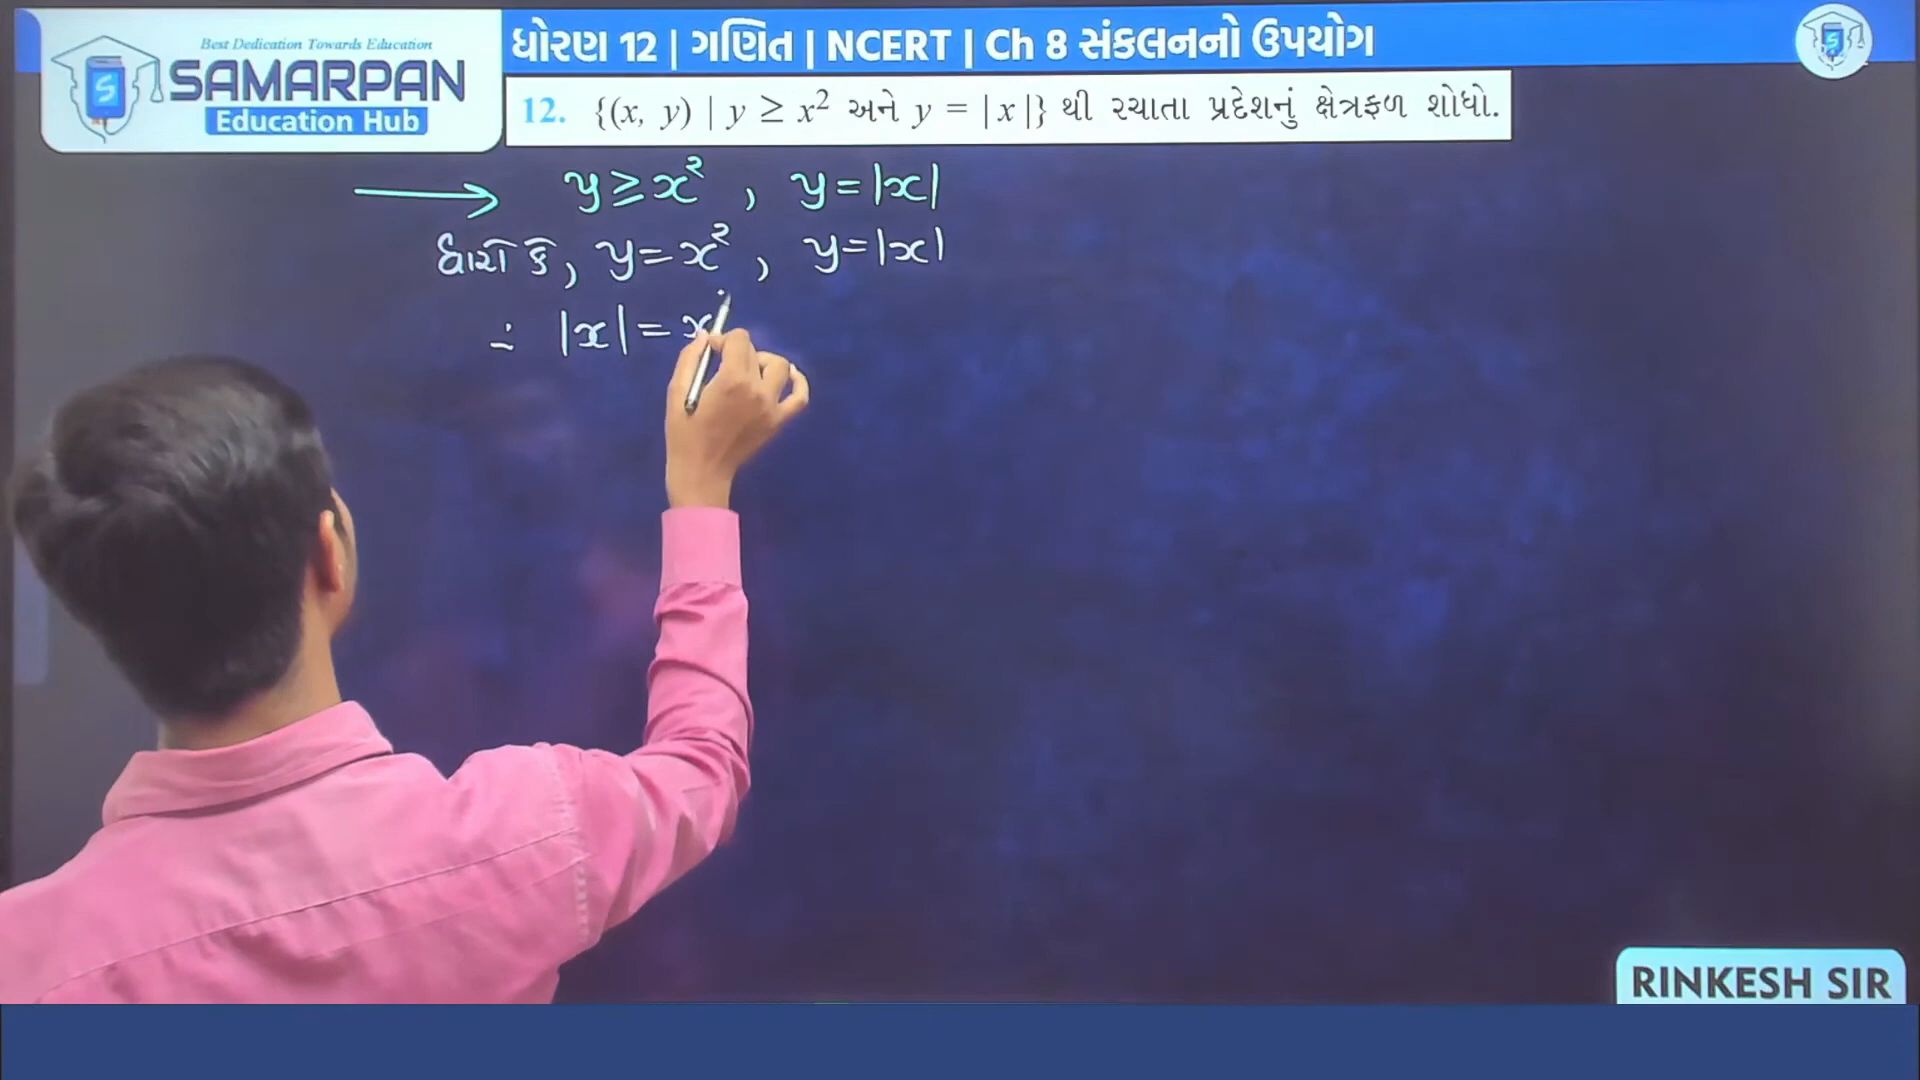 Best Dedication Towards Education
SAMARPAN
Education Hub
ધોરણ 12 | ગણિત | NCERT | Ch 8 સંકલનનો ઉપયોગ
12. {(x, y) | y ≥ x² અને y = | x |} થી રચાતા પ્રદેશનું ક્ષેત્રફળ શોધો.
y ≥ x² , y = |x|
ધારો કે, y = x² , y = |x|
∴ |x| = x
RINKESH SIR